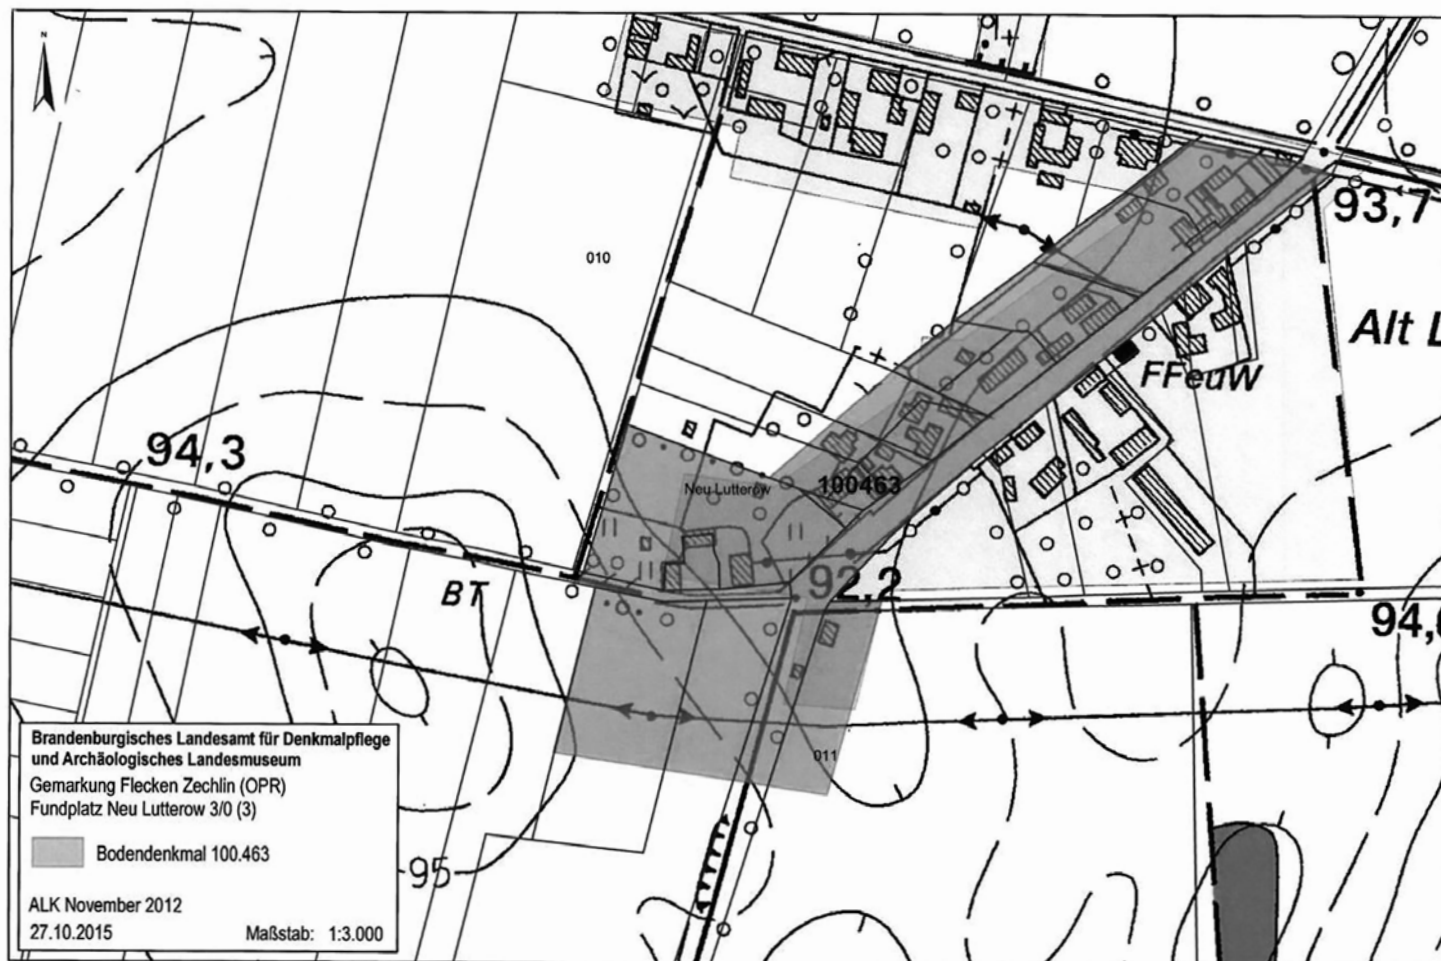 N
93,7
010
Alt L
FFeuW
94,3
Neu Lutterow
100463
BT
92,2
94,
011
95
Brandenburgisches Landesamt für Denkmalpflege
und Archäologisches Landesmuseum
Gemarkung Flecken Zechlin (OPR)
Fundplatz Neu Lutterow 3/0 (3)
Bodendenkmal 100.463
ALK November 2012
27.10.2015 Maßstab: 1:3.000